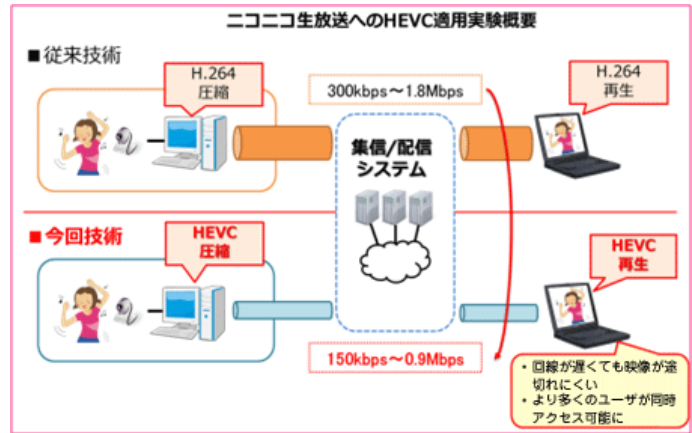 ニコニコ生放送へのHEVC適用実験概要
■従来技術
H.264
圧縮
300kbps～1.8Mbps
H.264
再生
集信/配信
システム
■今回技術
HEVC
圧縮
HEVC
再生
150kbps～0.9Mbps
・回線が遅くても映像が途
切れにくい
・より多くのユーザが同時
アクセス可能に